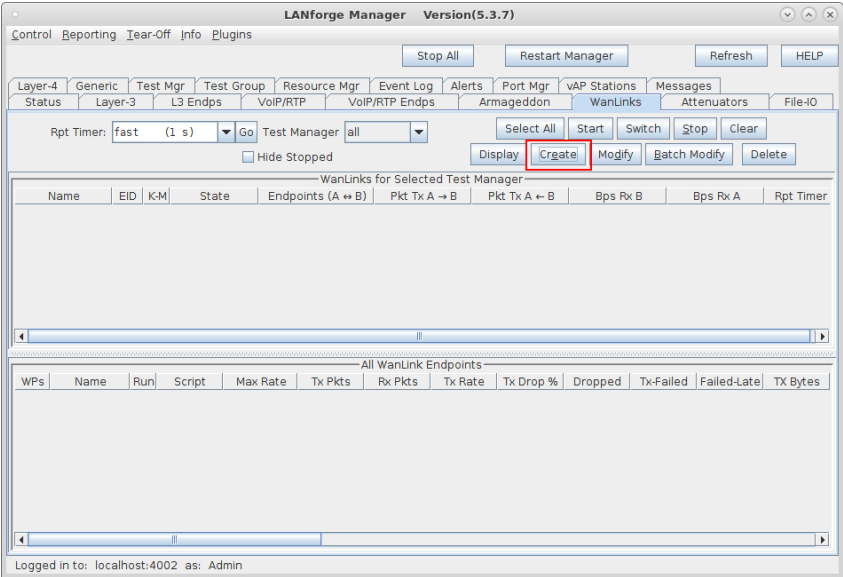 LANforge Manager Version(5.3.7)
Control Reporting Tear-Off Info Plugins
Stop All Restart Manager Refresh HELP
Layer-4 Generic Test Mgr Test Group Resource Mgr Event Log Alerts Port Mgr vAP Stations Messages
Status Layer-3 L3 Endps VoIP/RTP VoIP/RTP Endps Armageddon WanLinks Attenuators File-IO
Rpt Timer: fast (1 s) Go Test Manager all Select All Start Switch Stop Clear
Hide Stopped Display Create Modify Batch Modify Delete
WanLinks for Selected Test Manager
Name EID K-M State Endpoints (A ↔ B) Pkt Tx A → B Pkt Tx A ← B Bps Rx B Bps Rx A Rpt Timer
All WanLink Endpoints
WPs Name Run Script Max Rate Tx Pkts Rx Pkts Tx Rate Tx Drop % Dropped Tx-Failed Failed-Late TX Bytes
Logged in to: localhost:4002 as: Admin